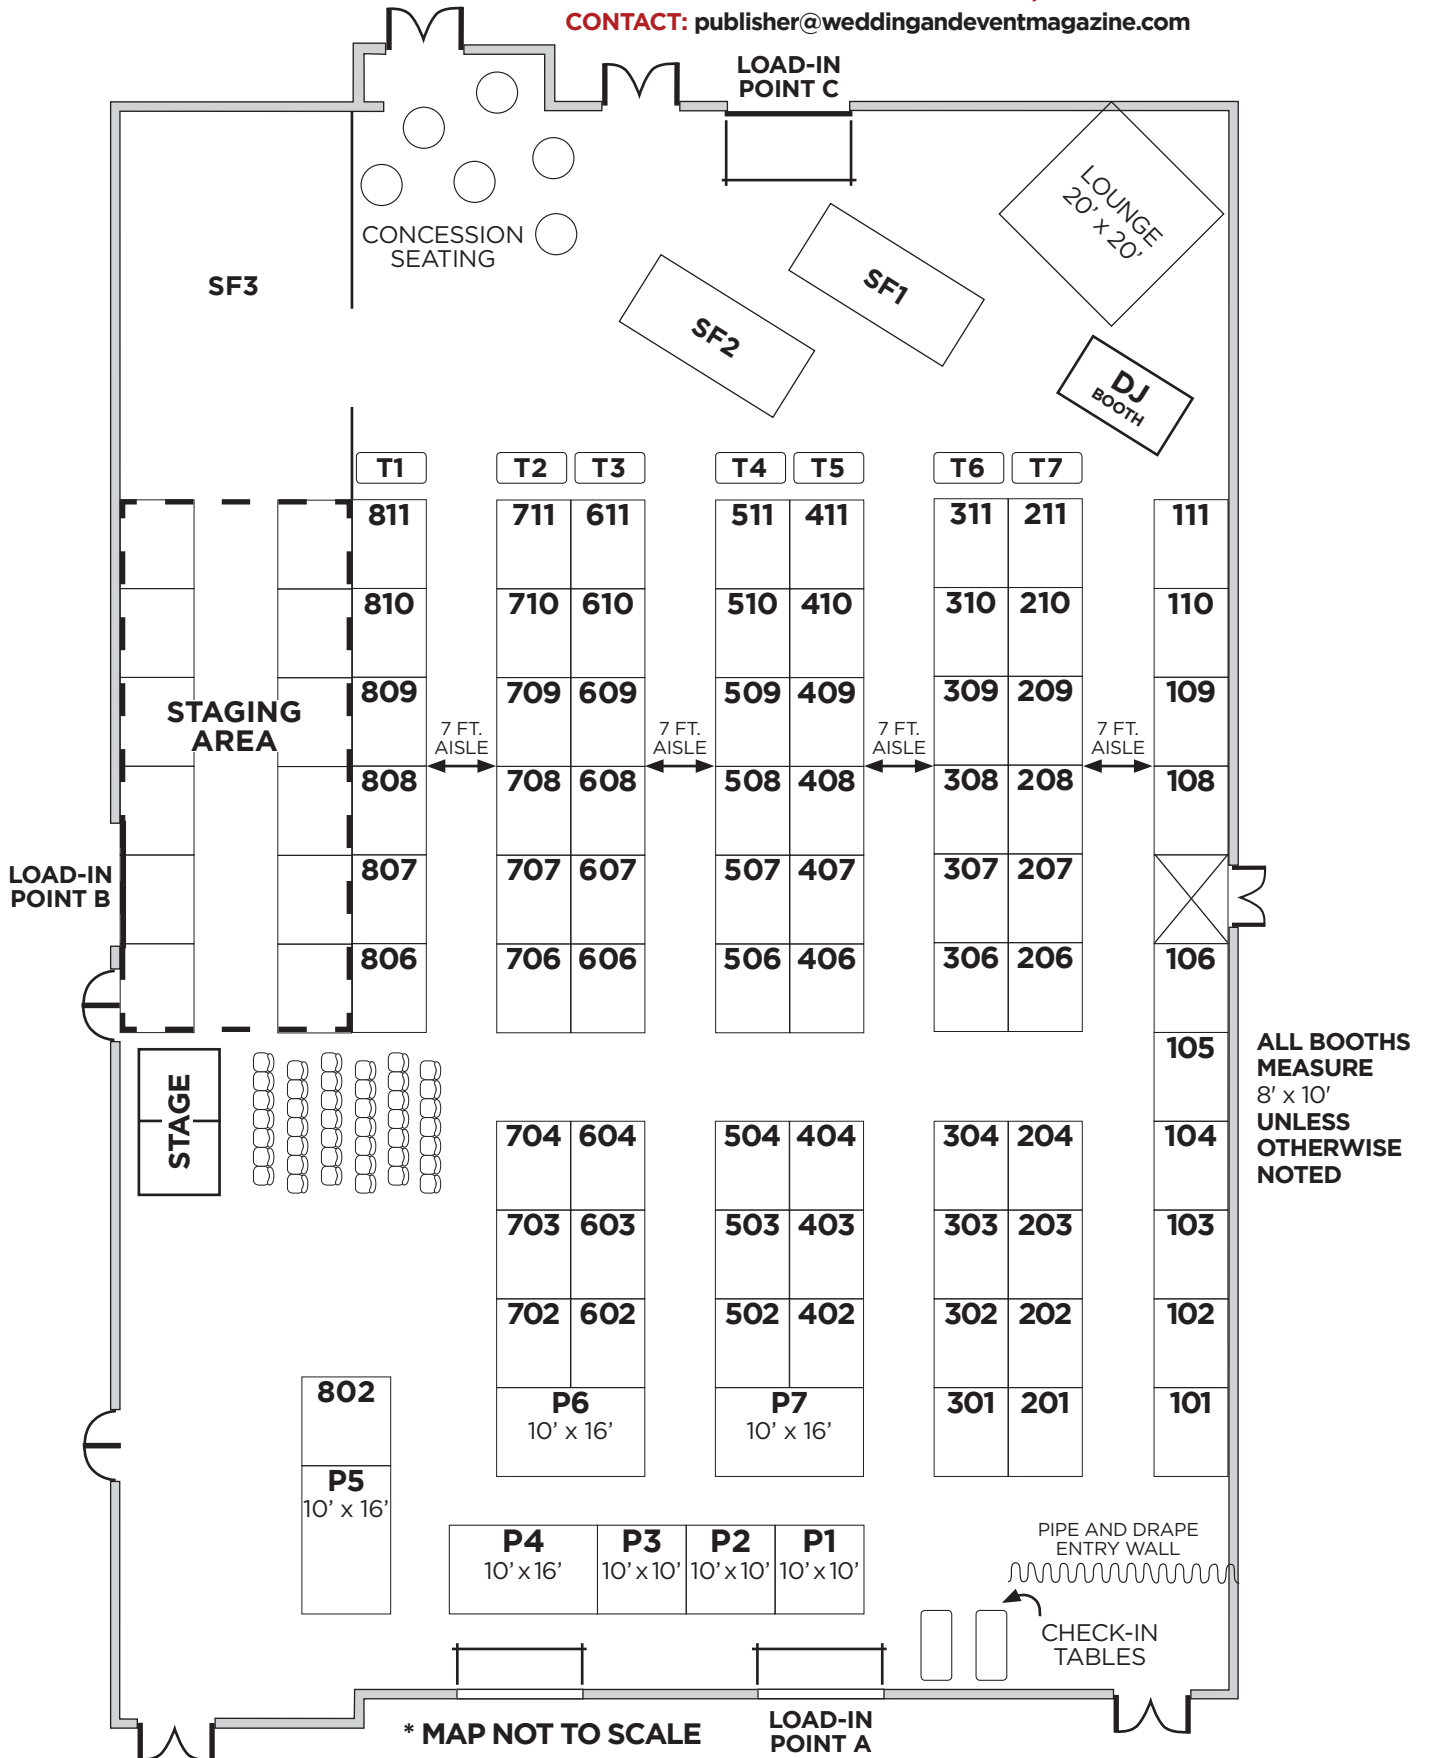 CONTACT: publisher@weddingandeventmagazine.com
LOAD-IN
POINT C
LOUNGE
20' x 20'
CONCESSION
SEATING
SF3
SF1
SF2
DJ
BOOTH
T1 T2 T3 T4 T5 T6 T7
811 711 611 511 411 311 211 111
810 710 610 510 410 310 210 110
809 709 609 509 409 309 209 109
STAGING
AREA
7 FT.
AISLE
7 FT.
AISLE
7 FT.
AISLE
7 FT.
AISLE
808 708 608 508 408 308 208 108
LOAD-IN
POINT B
807 707 607 507 407 307 207
806 706 606 506 406 306 206 106
105
ALL BOOTHS
MEASURE
8' x 10'
UNLESS
OTHERWISE
NOTED
STAGE
704 604 504 404 304 204 104
703 603 503 403 303 203 103
702 602 502 402 302 202 102
802
P6
10' x 16'
P7
10' x 16'
301 201 101
P5
10' x 16'
P4
10' x 16'
P3
10' x 10'
P2
10' x 10'
P1
10' x 10'
PIPE AND DRAPE
ENTRY WALL
CHECK-IN
TABLES
* MAP NOT TO SCALE
LOAD-IN
POINT A